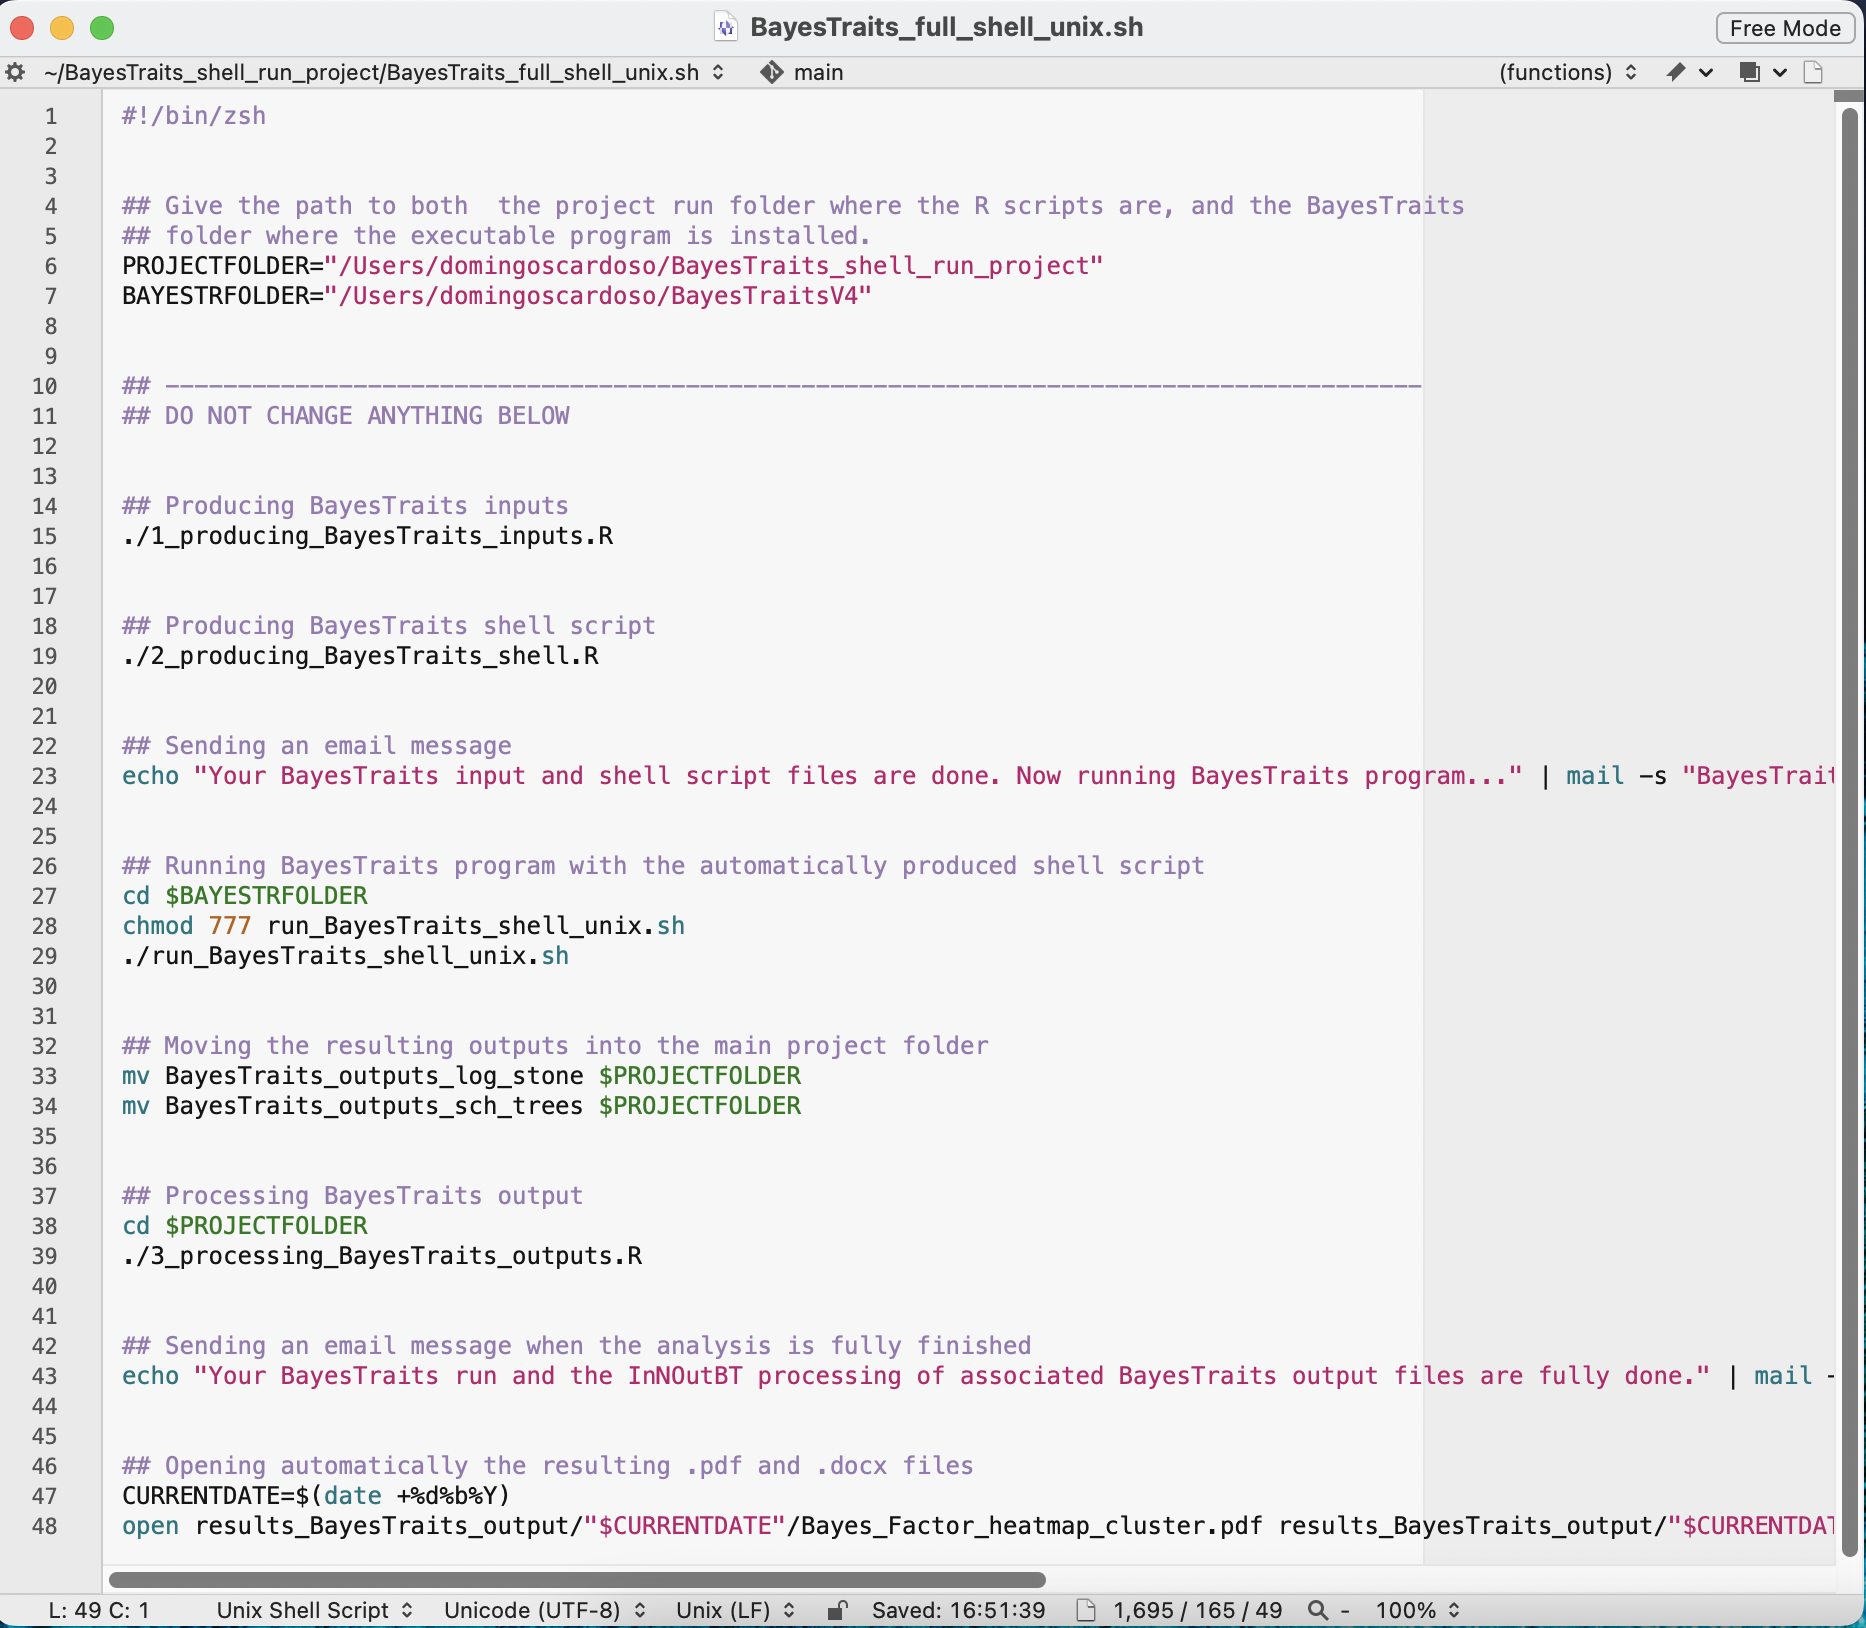 BayesTraits_full_shell_unix.sh
Free Mode
~/BayesTraits_shell_run_project/BayesTraits_full_shell_unix.sh main (functions)
1 #!/bin/zsh
2
3
4 ## Give the path to both  the project run folder where the R scripts are, and the BayesTraits
5 ## folder where the executable program is installed.
6 PROJECTFOLDER="/Users/domingoscardoso/BayesTraits_shell_run_project"
7 BAYESTRFOLDER="/Users/domingoscardoso/BayesTraitsV4"
8
9
10 ## ---------------------------------------------------------------------------------------
11 ## DO NOT CHANGE ANYTHING BELOW
12
13
14 ## Producing BayesTraits inputs
15 ./1_producing_BayesTraits_inputs.R
16
17
18 ## Producing BayesTraits shell script
19 ./2_producing_BayesTraits_shell.R
20
21
22 ## Sending an email message
23 echo "Your BayesTraits input and shell script files are done. Now running BayesTraits program..." | mail -s "BayesTrait
24
25
26 ## Running BayesTraits program with the automatically produced shell script
27 cd $BAYESTRFOLDER
28 chmod 777 run_BayesTraits_shell_unix.sh
29 ./run_BayesTraits_shell_unix.sh
30
31
32 ## Moving the resulting outputs into the main project folder
33 mv BayesTraits_outputs_log_stone $PROJECTFOLDER
34 mv BayesTraits_outputs_sch_trees $PROJECTFOLDER
35
36
37 ## Processing BayesTraits output
38 cd $PROJECTFOLDER
39 ./3_processing_BayesTraits_outputs.R
40
41
42 ## Sending an email message when the analysis is fully finished
43 echo "Your BayesTraits run and the InNOutBT processing of associated BayesTraits output files are fully done." | mail -
44
45
46 ## Opening automatically the resulting .pdf and .docx files
47 CURRENTDATE=$(date +%d%b%Y)
48 open results_BayesTraits_output/"$CURRENTDATE"/Bayes_Factor_heatmap_cluster.pdf results_BayesTraits_output/"$CURRENTDAT
L: 49 C: 1 Unix Shell Script Unicode (UTF-8) Unix (LF) Saved: 16:51:39 1,695 / 165 / 49 - 100%